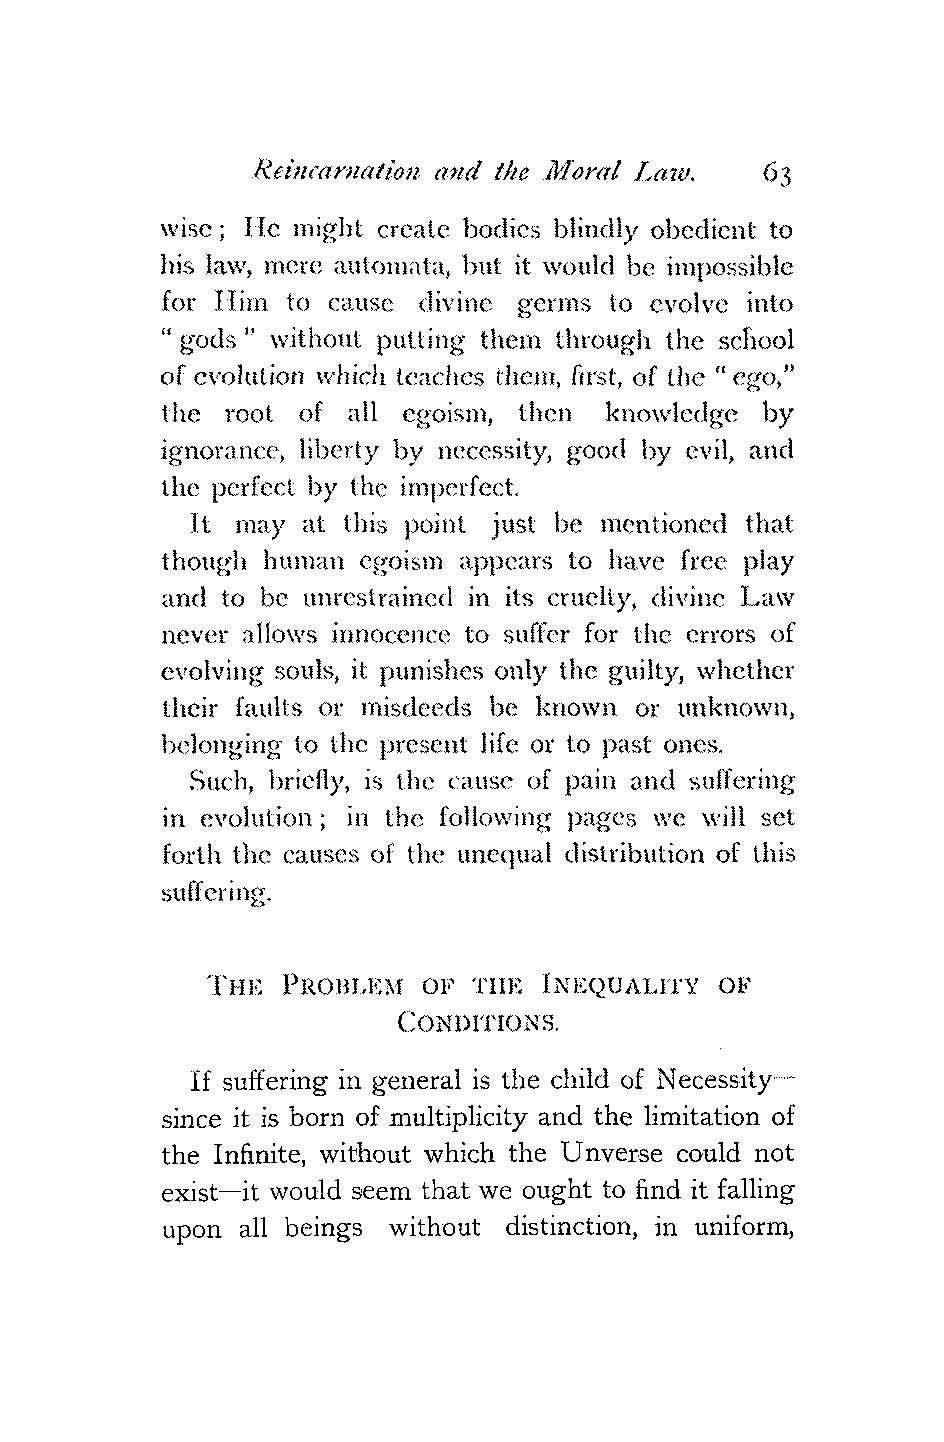 Reincarnation and the Moral Law. 63
wise; He might create bodies blindly obedient to
his law, mere automata, but it would be impossible
for Him to cause divine germs to evolve into
" gods " without putting them through the school
of evolution which teaches them, first, of the " ego,"
the root of all egoism, then knowledge by
ignorance, liberty by necessity, good by evil, and
the perfect by the imperfect.
It may at this point just be mentioned that
though human egoism appears to have free play
and to be unrestrained in its cruelty, divine Law
never allows innocence to suffer for the errors of
evolving souls, it punishes only the guilty, whether
their faults or misdeeds be known or unknown,
belonging to the present life or to past ones.
Such, briefly, is the cause of pain and suffering
in evolution; in the following pages we will set
forth the causes of the unequal distribution of this
suffering.
THE PROBLEM OF THE INEQUALITY OF
CONDITIONS.
If suffering in general is the child of Necessity—
since it is born of multiplicity and the limitation of
the Infinite, without which the Unverse could not
exist—it would seem that we ought to find it falling
upon all beings without distinction, in uniform,